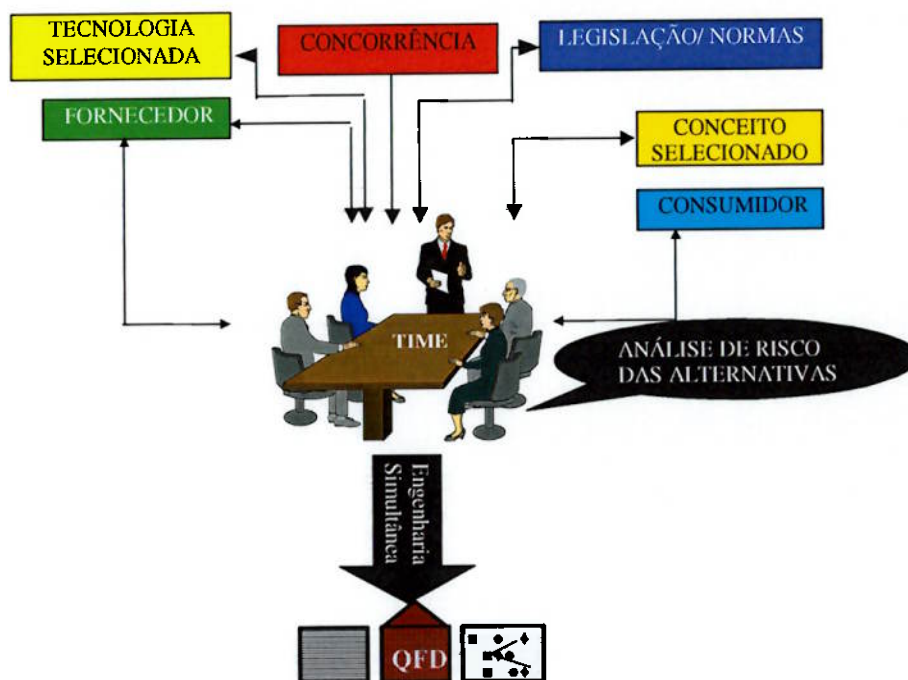 TECNOLOGIA
SELECIONADA
CONCORRÊNCIA
LEGISLAÇÃO/ NORMAS
FORNECEDOR
CONCEITO
SELECIONADO
CONSUMIDOR
TIME
ANÁLISE DE RISCO
DAS ALTERNATIVAS
Engenharia
Simultânea
QFD